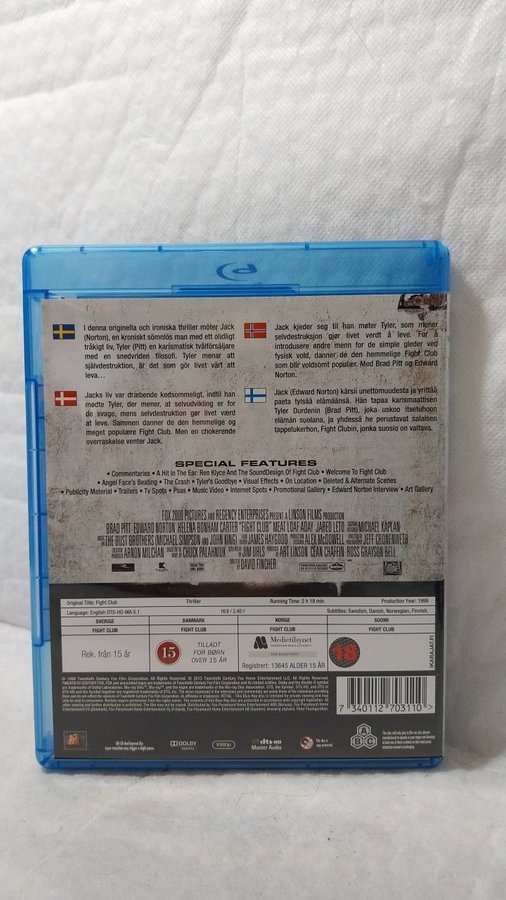 I denna originella och ironiska thriller möter Jack
(Norton), en kroniskt sömnlös man med ett olidligt
tråkigt liv, Tyler (Pitt) en karismatisk tvålförsäljare
med en snedvriden filosofi. Tyler menar att
självdestruktion, är det som gör livet värt att
leva...
Jack kjeder seg til han møter Tyler, som mener
selvdestruksjon gjør livet verdt å leve. For å
introdusere andre menn for de simple gleder ved
fysisk vold, danner de den hemmelige Fight Club
som blir voldsomt populær. Med Brad Pitt og Edward
Norton.
Jacks liv var dræbende kedsommeligt, indtil han
mødte Tyler, der mener, at selvudvikling er for
de svage, mens selvdestruktion gør livet værd
at leve. Sammen danner de den hemmelige og
meget populære Fight Club. Men en chokerende
overraskelse venter Jack.
Jack (Edward Norton) kärsii unettomuudesta ja yrittää
paeta tylsää elämäänsä. Hän tapaa karismaattisen
Tyler Durdenin (Brad Pitt), joka uskoo itsetuhoon
elämän suolana, ja yhdessä he perustavat salaisen
tappelukerhon, Fight Clubin, jonka suosio on valtava.
SPECIAL FEATURES
• Commentaries • A Hit In The Ear: Ren Klyce And The SoundDesign Of Fight Club • Welcome To Fight Club
• Angel Face's Beating • The Crash • Tyler's Goodbye • Visual Effects • On Location • Deleted & Alternate Scenes
• Publicity Material • Trailers • Tv Spots • Psas • Music Video • Internet Spots • Promotional Gallery • Edward Norton Interview • Art Gallery
FOX 2000 PICTURES AND REGENCY ENTERPRISES PRESENT A LINSON FILMS PRODUCTION
BRAD PITT EDWARD NORTON HELENA BONHAM CARTER "FIGHT CLUB" MEAT LOAF ADAY JARED LETO MICHAEL KAPLAN
THE DUST BROTHERS (MICHAEL SIMPSON AND JOHN KING) JAMES HAYGOOD ALEX McDOWELL JEFF CRONENWETH
ARNON MILCHAN CHUCK PALAHNIUK JIM UHLS ART LINSON CEÁN CHAFFIN ROSS GRAYSON BELL
DAVID FINCHER
Original Title: Fight Club Thriller Running Time: 2 h 19 min Production Year: 1999
Language: English DTS-HD-MA 5.1 16:9 / 2.40:1 Subtitles: Swedish, Danish, Norwegian, Finnish.
SVERIGE DANMARK NORGE SUOMI
FIGHT CLUB FIGHT CLUB FIGHT CLUB FIGHT CLUB
Rek. från 15 år
15
TILLADT
FOR BØRN
OVER 15 ÅR
Medietilsynet
Registrert: 13645 ALDER 15 ÅR
18
IKARAJAT.FI
7 340112 703110
DOLBY
DIGITAL
1080p
dts-HD
Master Audio
A
B
C